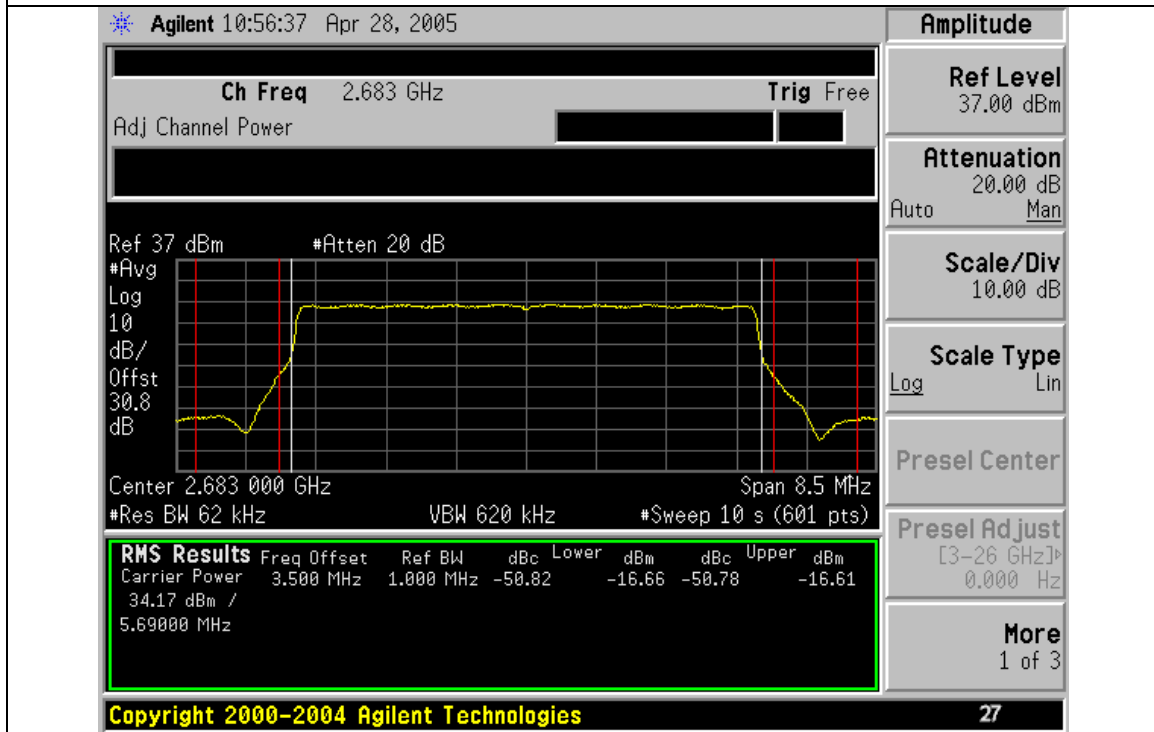 Agilent 10:56:37 Apr 28, 2005
Amplitude
Ch Freq 2.683 GHz Trig Free
Adj Channel Power
Ref Level
37.00 dBm
Attenuation
20.00 dB
Auto Man
Scale/Div
10.00 dB
Scale Type
Log Lin
Presel Center
Presel Adjust
[3-26 GHz]
0.000 Hz
More
1 of 3
Ref 37 dBm #Atten 20 dB
#Avg
Log
10
dB/
Offst
30.8
dB
Center 2.683 000 GHz Span 8.5 MHz
#Res BW 62 kHz VBW 620 kHz #Sweep 10 s (601 pts)
RMS Results Freq Offset Ref BW dBc Lower dBm dBc Upper dBm
Carrier Power 3.500 MHz 1.000 MHz -50.82 -16.66 -50.78 -16.61
34.17 dBm /
5.69000 MHz
Copyright 2000-2004 Agilent Technologies
27